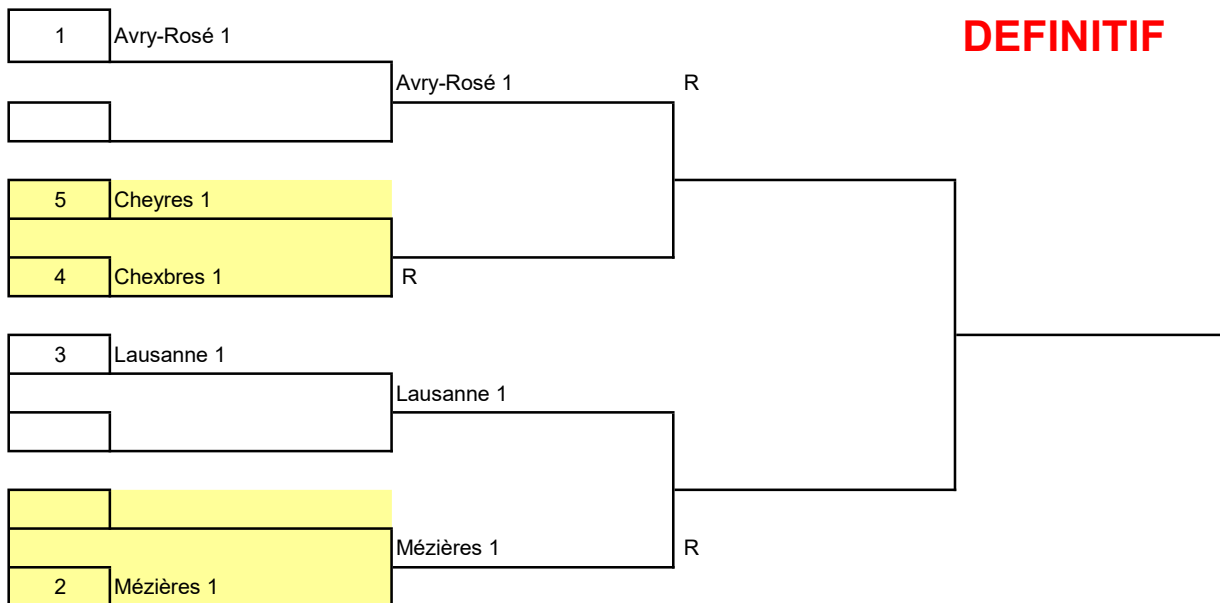 DEFINITIF
1 Avry-Rosé 1
Avry-Rosé 1 R
5 Cheyres 1
4 Chexbres 1 R
3 Lausanne 1
Lausanne 1
Mézières 1 R
2 Mézières 1